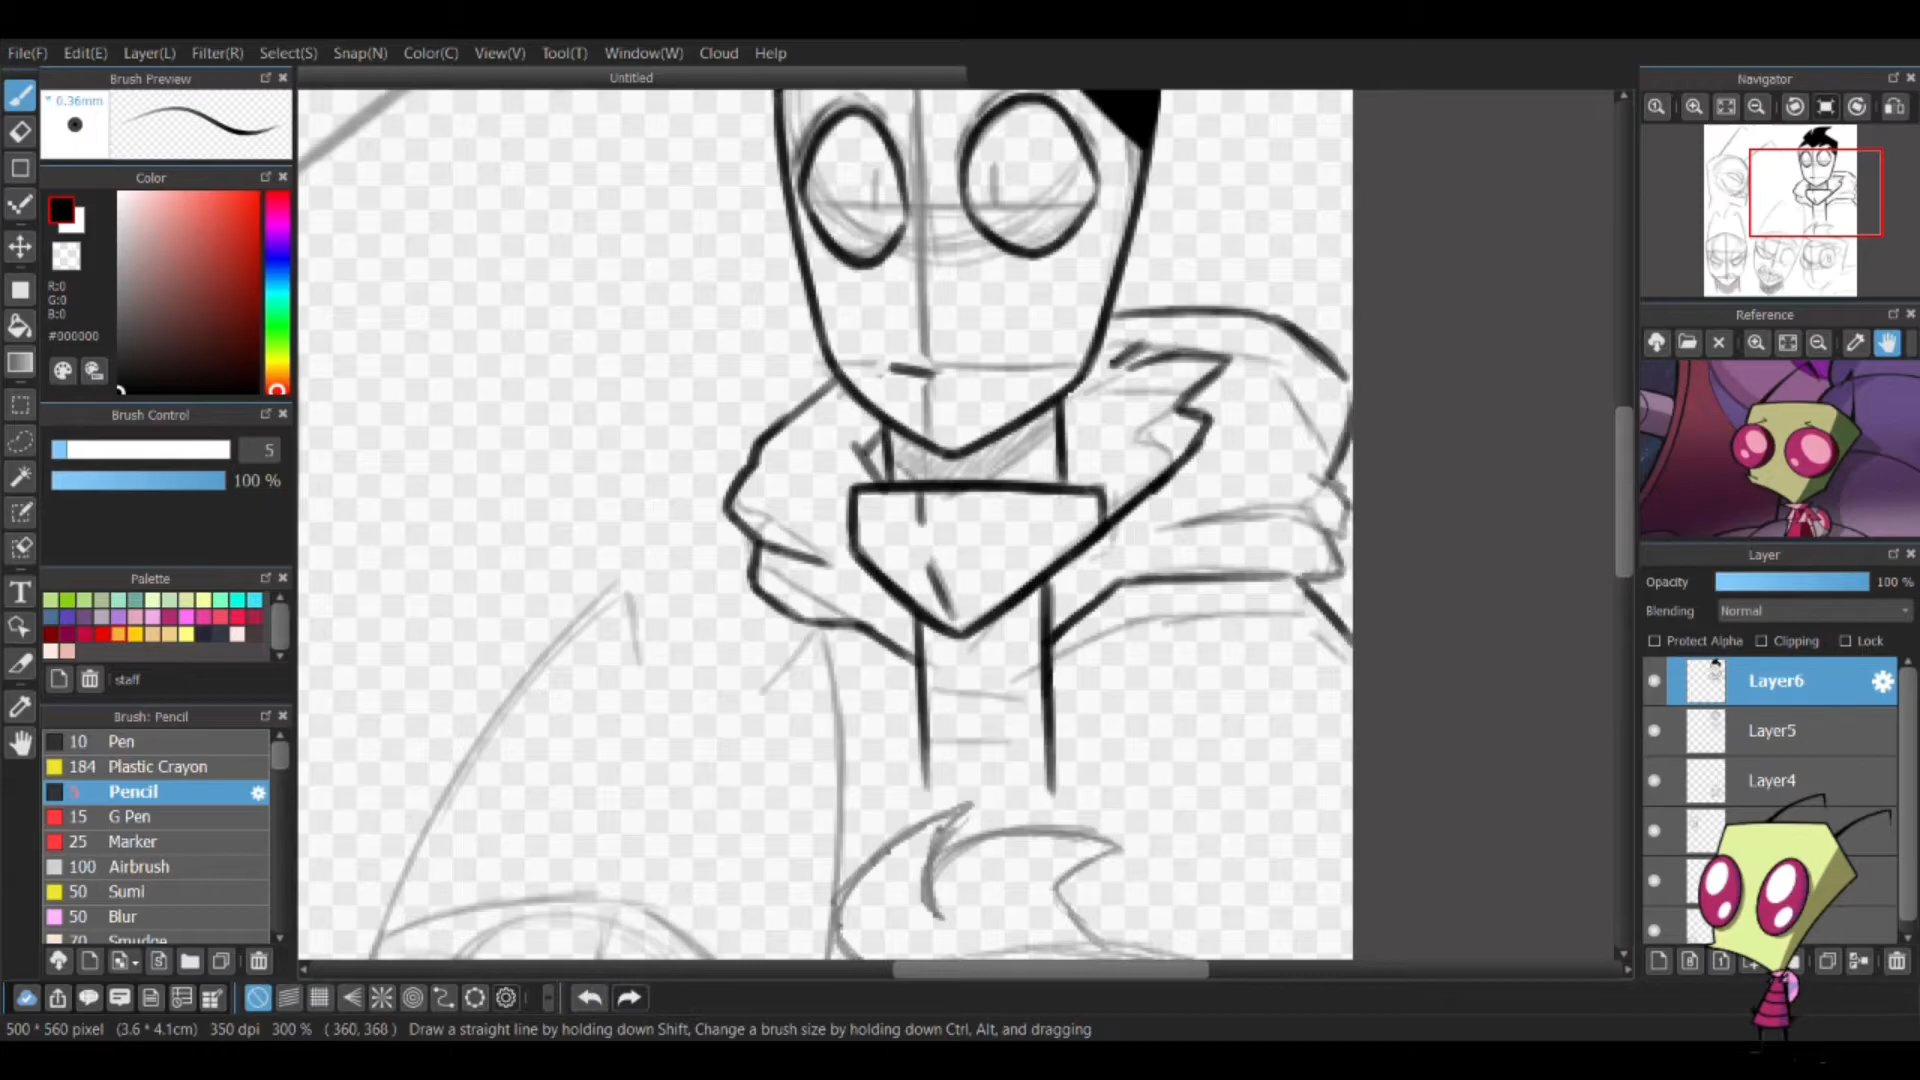 File(F) Edit(E) Layer(L) Filter(R) Select(S) Snap(N) Color(C) View(V) Tool(T) Window(W) Cloud Help
Brush Preview
Untitled
Navigator
* 0.36mm
Color
R:0
G:0
B:0
#000000
Reference
Brush Control
5
100 %
Layer
Opacity 100 %
Blending Normal
Protect Alpha Clipping Lock
Palette
T
staff
Layer6
Layer5
Layer4
Brush: Pencil
10 Pen
184 Plastic Crayon
5 Pencil
15 G Pen
25 Marker
100 Airbrush
50 Sumi
50 Blur
70 Smudge
500 * 560 pixel (3.6 * 4.1cm) 350 dpi 300 % ( 360, 368 ) Draw a straight line by holding down Shift, Change a brush size by holding down Ctrl, Alt, and dragging